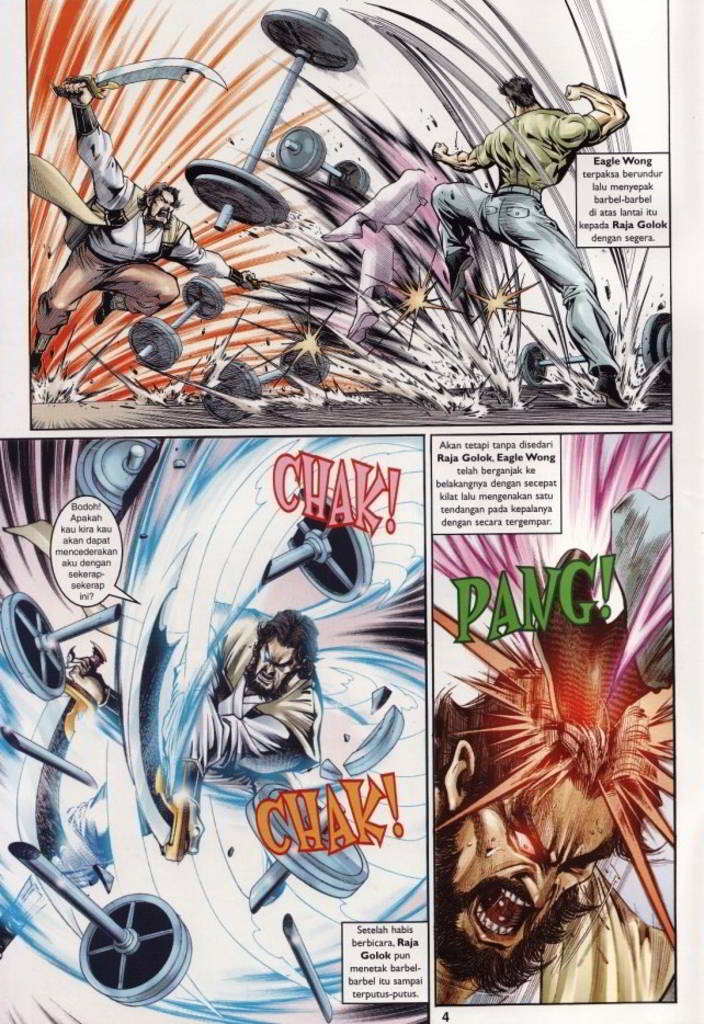 Eagle Wong
terpaksa berundur
lalu menyepak
barbel-barbel
di atas lantai itu
kepada Raja Golok
dengan segera.
Bodoh!
Apakah
kau kira kau
akan dapat
mencederakan
aku dengan
sekerap-
sekerap
ini?
CHAK!
CHAK!
Setelah habis
berbicara, Raja
Golok pun
menetak barbel-
barbel itu sampai
terputus-putus.
Akan tetapi tanpa disedari
Raja Golok, Eagle Wong
telah berganjak ke
belakangnya dengan secepat
kilat lalu mengenakan satu
tendangan pada kepalanya
dengan secara tergempar.
PANG!
4